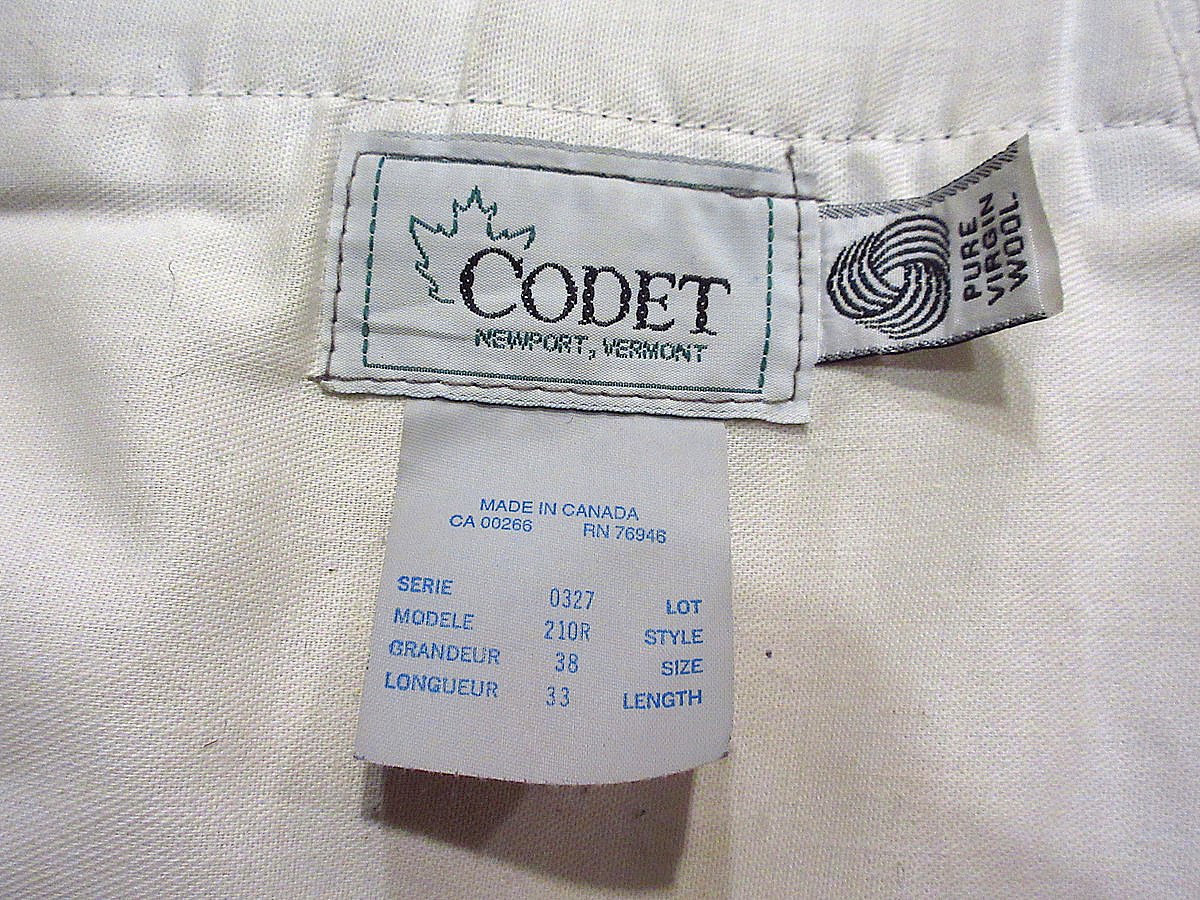 CODET
NEWPORT, VERMONT
PURE
VIRGIN
WOOL
MADE IN CANADA
CA 00266 RN 76946
SERIE 0327 LOT
MODELE 210R STYLE
GRANDEUR 38 SIZE
LONGUEUR 33 LENGTH